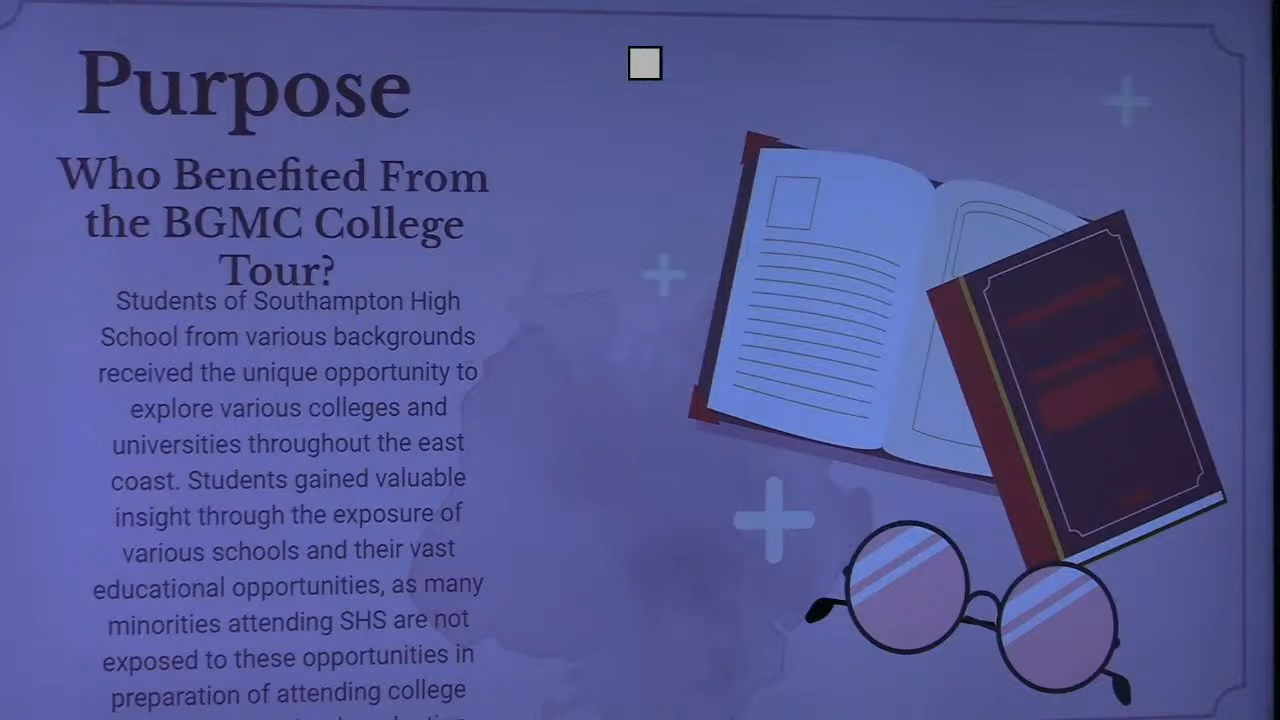 Purpose
Who Benefited From
the BGMC College
Tour?
Students of Southampton High
School from various backgrounds
received the unique opportunity to
explore various colleges and
universities throughout the east
coast. Students gained valuable
insight through the exposure of
various schools and their vast
educational opportunities, as many
minorities attending SHS are not
exposed to these opportunities in
preparation of attending college